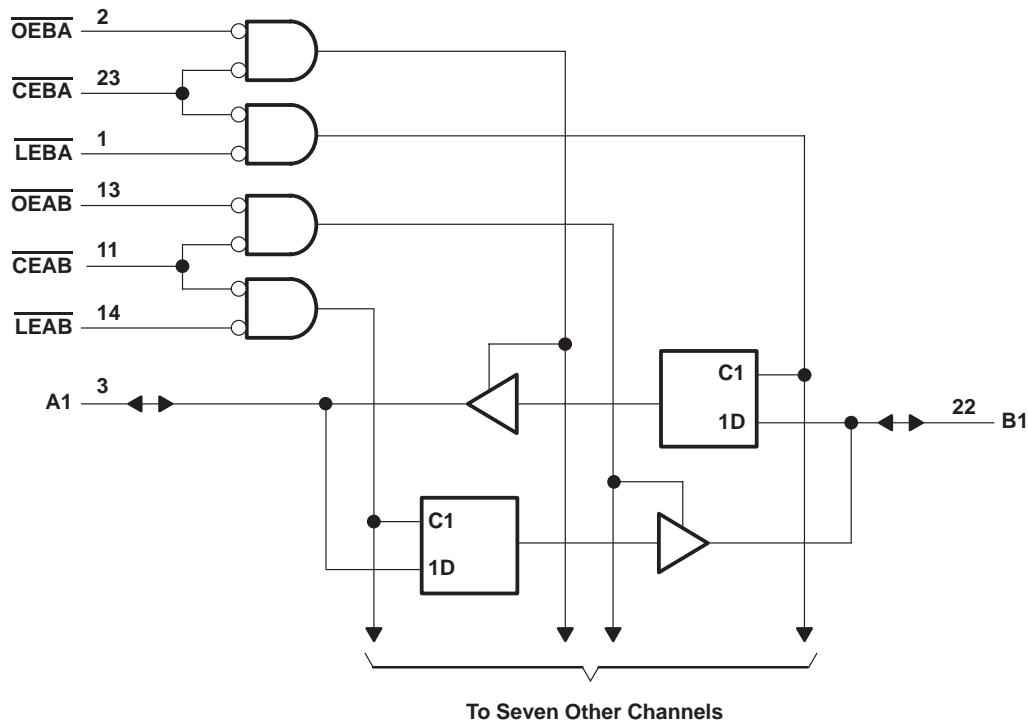 OEBA 2
CEBA 23
LEBA 1
OEAB 13
CEAB 11
LEAB 14
A1 3
C1
1D
22 B1
C1
1D
To Seven Other Channels